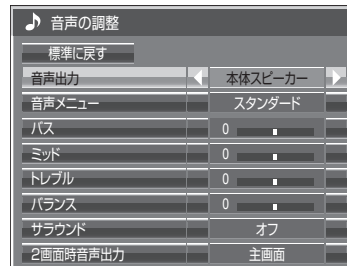 音声の調整
標準に戻す
音声出力 本体スピーカー
音声メニュー スタンダード
バス 0
ミッド 0
トレブル 0
バランス 0
サラウンド オフ
2画面時音声出力 主画面